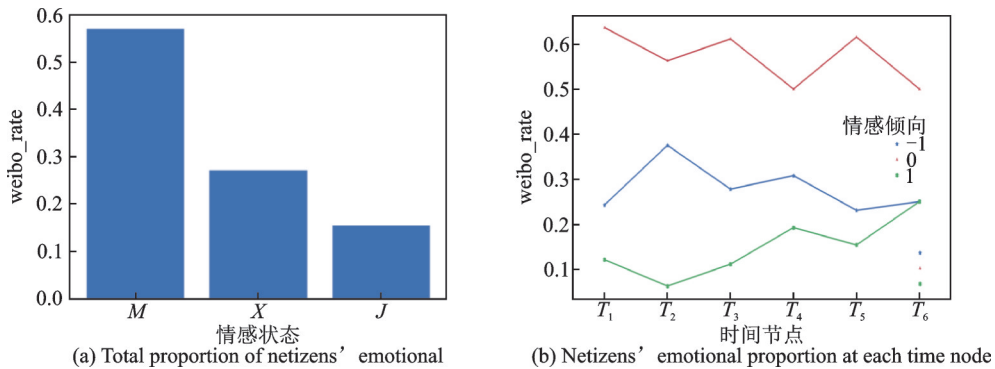 0.6
0.5
0.4
0.3
0.2
0.1
0.0
weibo_rate
M X J
情感状态
(a) Total proportion of netizens’ emotional
0.6
0.5
0.4
0.3
0.2
0.1
weibo_rate
情感倾向
−1
0
1
T1 T2 T3 T4 T5 T6
时间节点
(b) Netizens’ emotional proportion at each time node